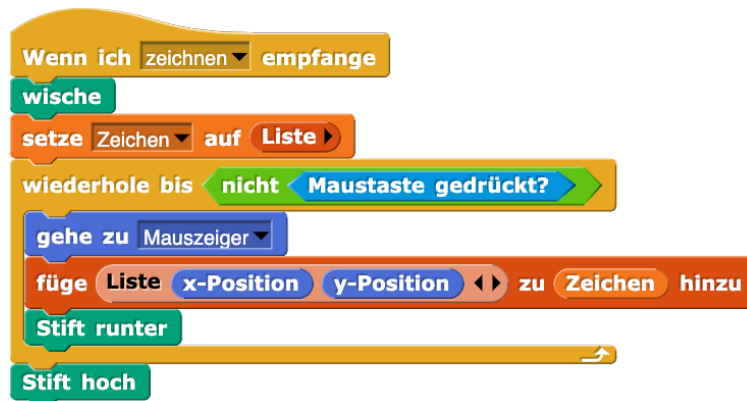 Wenn ich zeichnen empfange
wische
setze Zeichen auf Liste
wiederhole bis nicht Maustaste gedrückt?
gehe zu Mauszeiger
füge Liste x-Position y-Position zu Zeichen hinzu
Stift runter
Stift hoch